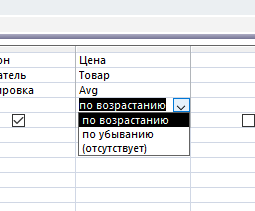 он Цена
атель Товар
ировка Avg
по возрастанию
по возрастанию
по убыванию
(отсутствует)